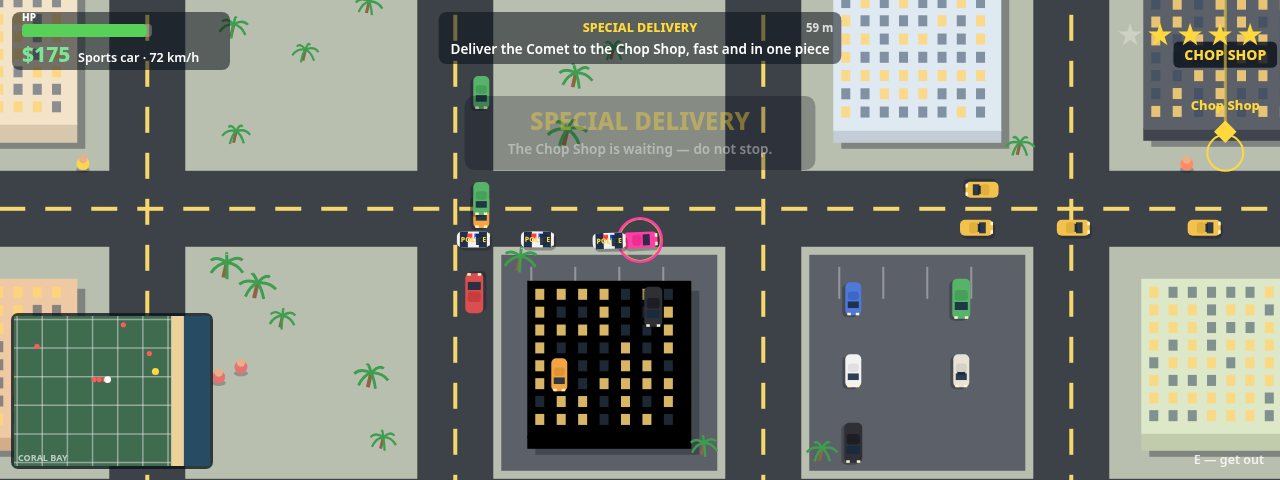 HP
$175 Sports car · 72 km/h
SPECIAL DELIVERY 59 m
Deliver the Comet to the Chop Shop, fast and in one piece
CHOP SHOP
Chop Shop
SPECIAL DELIVERY
The Chop Shop is waiting — do not stop.
CORAL BAY
E — get out